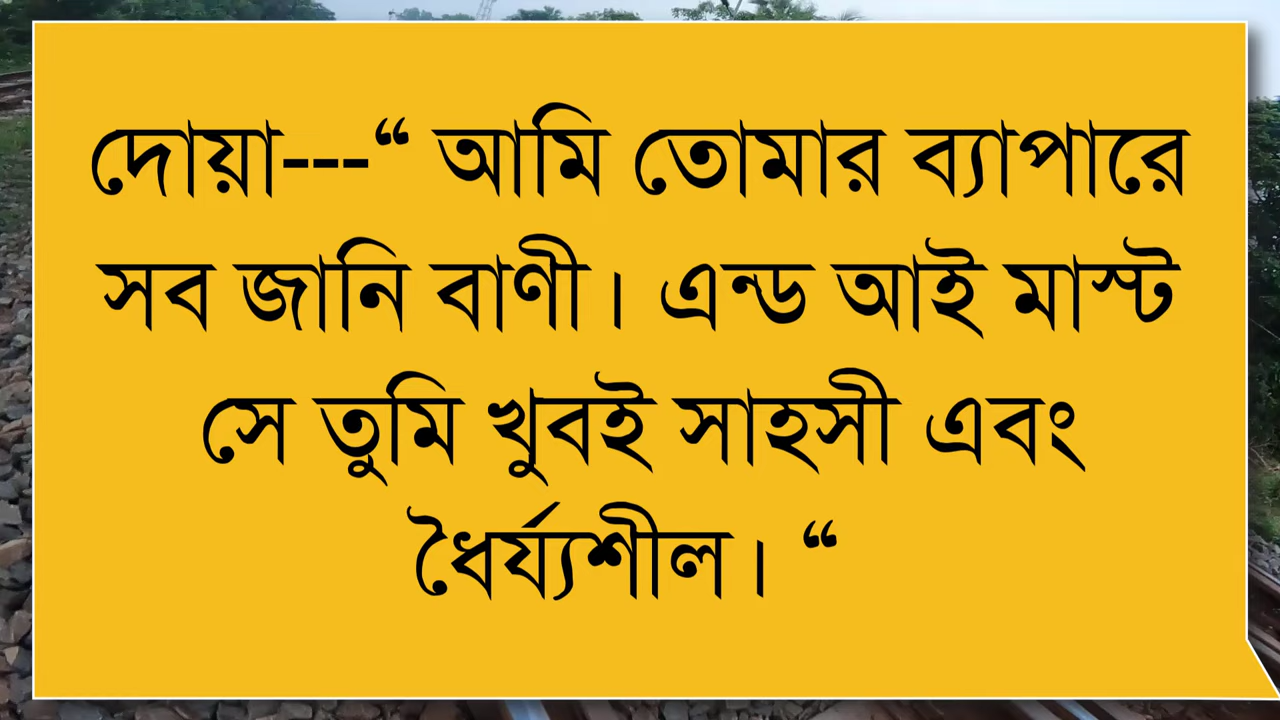 দোয়া---“ আমি তোমার ব্যাপারে
সব জানি বাণী। এন্ড আই মাস্ট
সে তুমি খুবই সাহসী এবং
ধৈর্য্যশীল। “